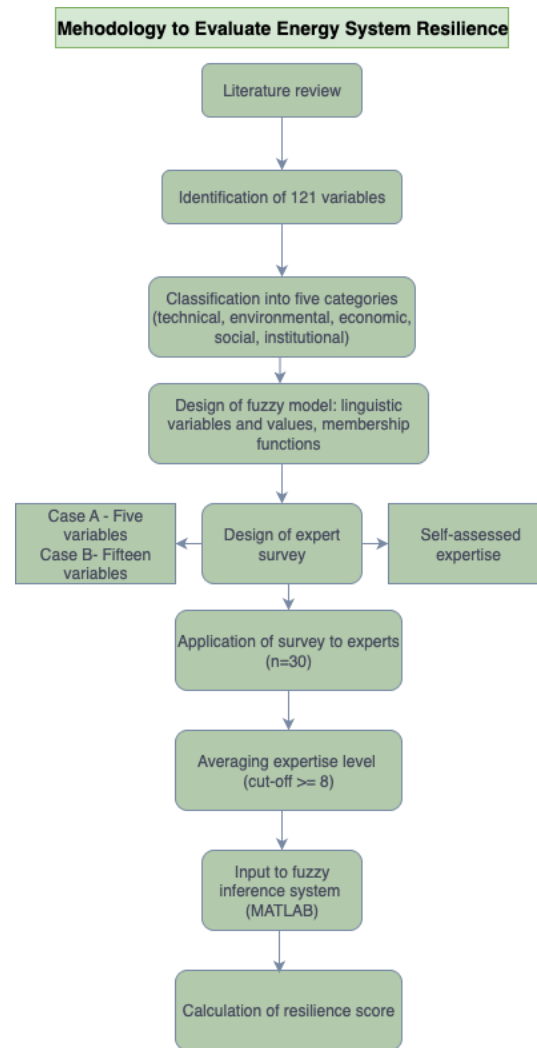 Mehodology to Evaluate Energy System Resilience
Literature review
Identification of 121 variables
Classification into five categories
(technical, environmental, economic,
social, institutional)
Design of fuzzy model: linguistic
variables and values, membership
functions
Case A - Five
variables
Case B- Fifteen
variables
Design of expert
survey
Self-assessed
expertise
Application of survey to experts
(n=30)
Averaging expertise level
(cut-off >= 8)
Input to fuzzy
inference system
(MATLAB)
Calculation of resilience score